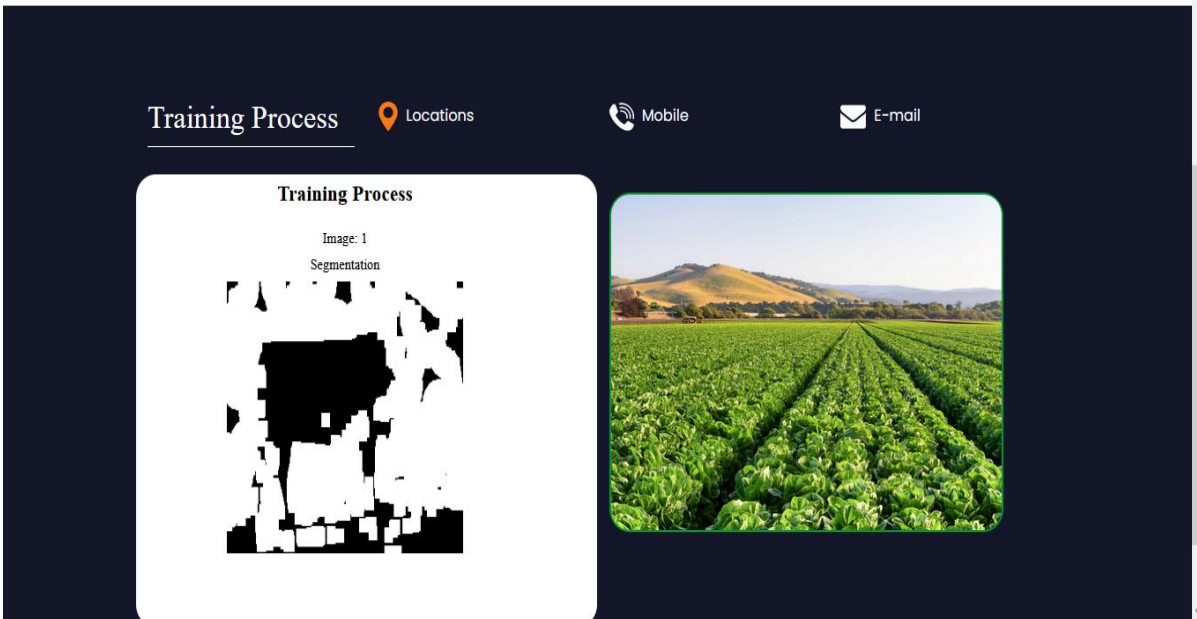 Training Process
Locations
Mobile
E-mail
Training Process
Image: 1
Segmentation